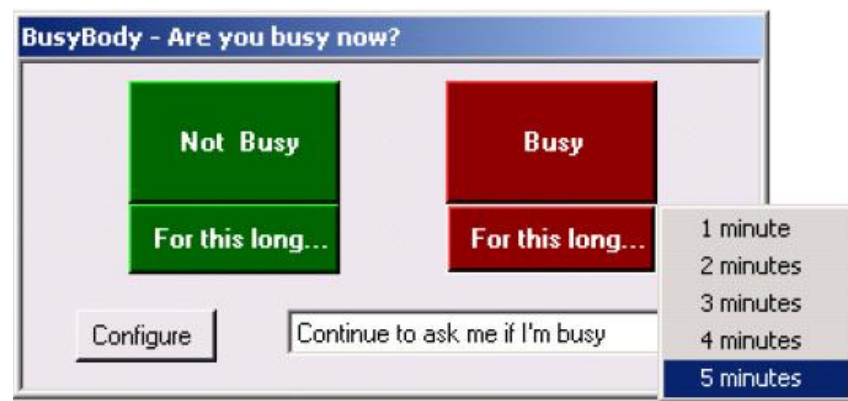 BusyBody - Are you busy now?
Not Busy
Busy
For this long...
For this long...
1 minute
2 minutes
3 minutes
4 minutes
5 minutes
Configure
Continue to ask me if I'm busy